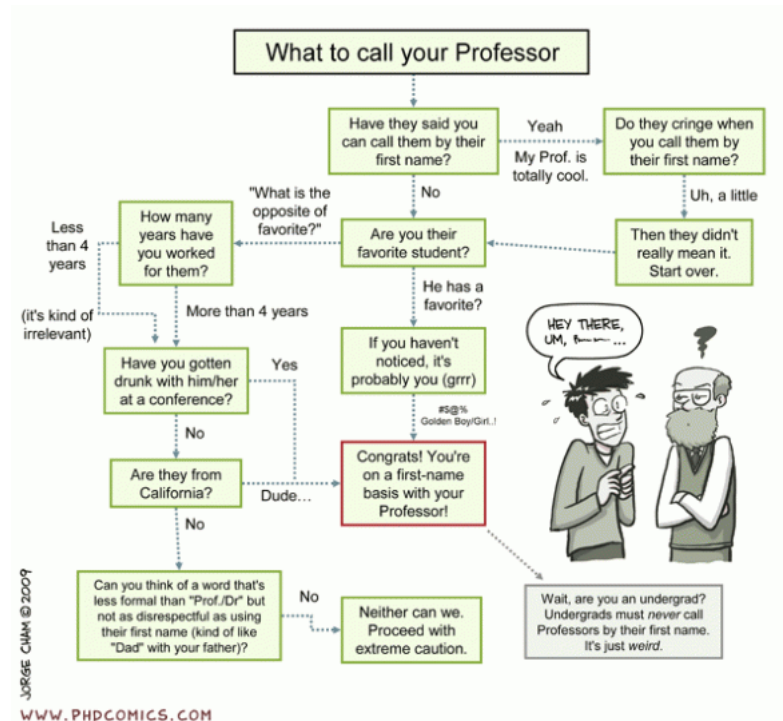 What to call your Professor
Have they said you
can call them by their
first name?
Yeah
My Prof. is
totally cool.
Do they cringe when
you call them by
their first name?
No
Uh, a little
"What is the
opposite of
favorite?"
Less
than 4
years
How many
years have
you worked
for them?
Are you their
favorite student?
Then they didn't
really mean it.
Start over.
He has a
favorite?
(it's kind of
irrelevant)
More than 4 years
HEY THERE,
UM, ...
?
If you haven't
noticed, it's
probably you (grrr)
Have you gotten
drunk with him/her
at a conference?
Yes
#$@%
Golden Boy/Girl..!
No
Congrats! You're
on a first-name
basis with your
Professor!
Are they from
California?
Dude...
No
Can you think of a word that's
less formal than "Prof./Dr" but
not as disrespectful as using
their first name (kind of like
"Dad" with your father)?
No
Neither can we.
Proceed with
extreme caution.
Wait, are you an undergrad?
Undergrads must never call
Professors by their first name.
It's just weird.
JORGE CHAM © 2009
WWW.PHDCOMICS.COM